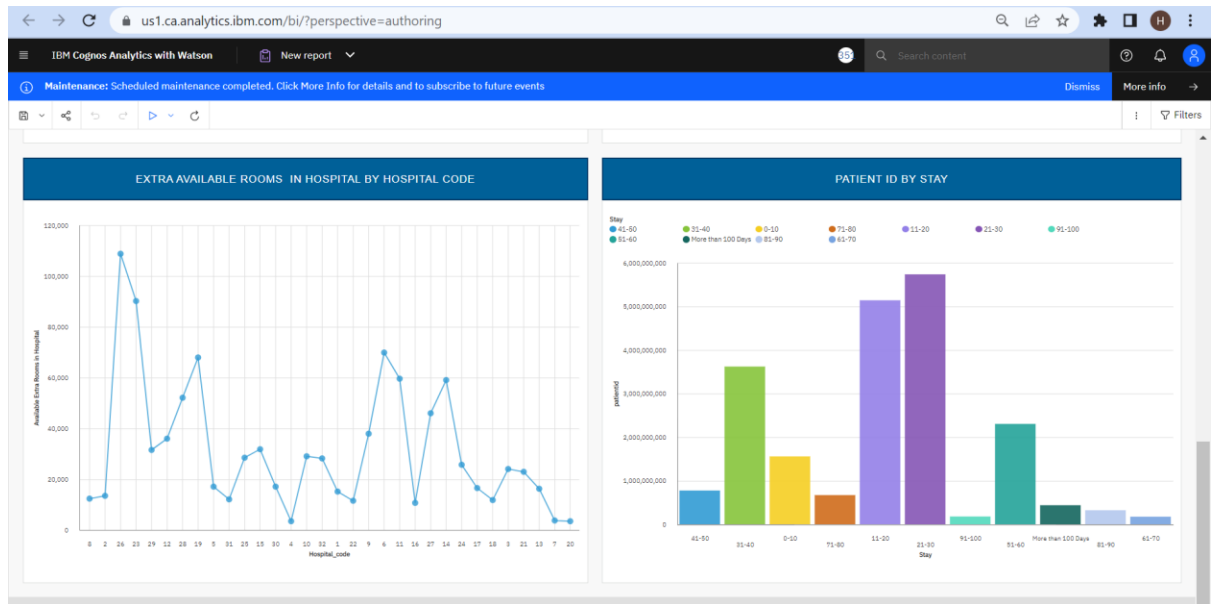 us1.ca.analytics.ibm.com/bi/?perspective=authoring
H
IBM Cognos Analytics with Watson
New report
351
Search content
Maintenance: Scheduled maintenance completed. Click More Info for details and to subscribe to future events
Dismiss
More info
Filters
EXTRA AVAILABLE ROOMS IN HOSPITAL BY HOSPITAL CODE
120,000
100,000
80,000
60,000
40,000
20,000
0
Available Extra Rooms in Hospital
8 2 26 23 29 12 28 19 5 31 25 15 30 4 10 32 1 22 9 6 11 16 27 14 24 17 18 3 21 13 7 20
Hospital_code
PATIENT ID BY STAY
Stay
41-50 31-40 0-10 71-80 11-20 21-30 91-100
51-60 More than 100 Days 81-90 61-70
6,000,000,000
5,000,000,000
4,000,000,000
3,000,000,000
2,000,000,000
1,000,000,000
0
patientid
41-50 31-40 0-10 71-80 11-20 21-30 91-100 51-60 More than 100 Days 81-90 61-70
Stay